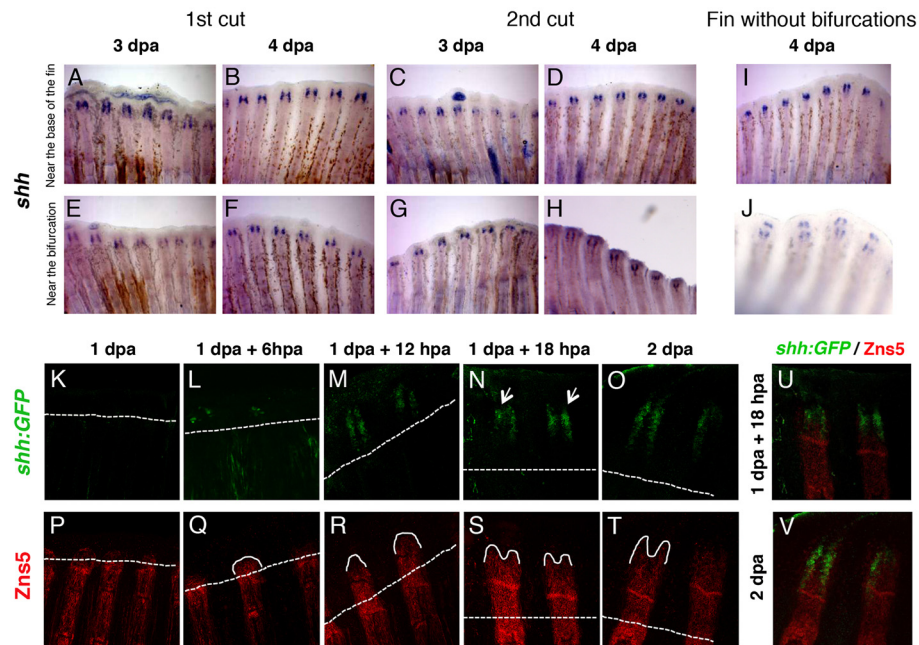 1st cut
2nd cut
Fin without bifurcations
3 dpa
4 dpa
3 dpa
4 dpa
4 dpa
shh
Near the base of the fin
A
B
C
D
I
Near the bifurcation
E
F
G
H
J
1 dpa
1 dpa + 6hpa
1 dpa + 12 hpa
1 dpa + 18 hpa
2 dpa
shh:GFP / Zns5
shh:GFP
K
L
M
N
O
1 dpa + 18 hpa
U
Zns5
P
Q
R
S
T
2 dpa
V